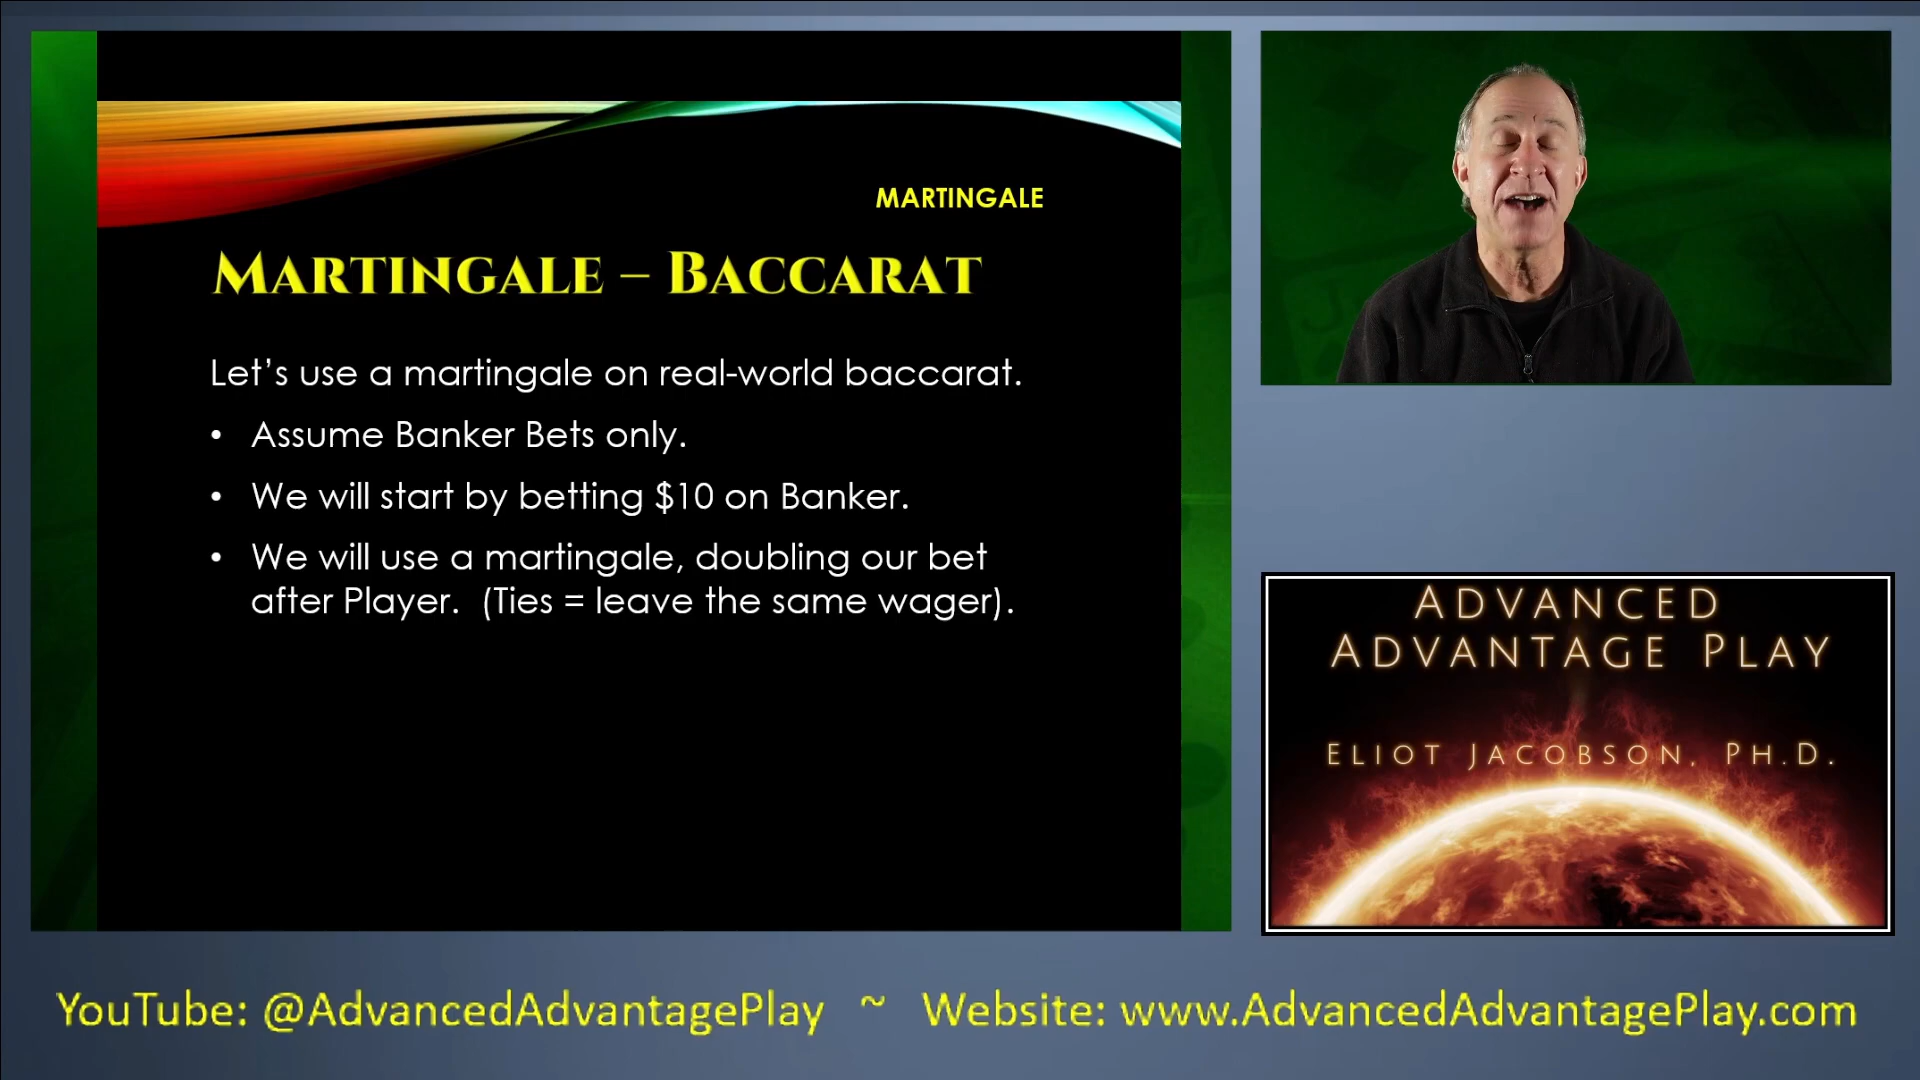 MARTINGALE
MARTINGALE – BACCARAT
Let's use a martingale on real-world baccarat.
• Assume Banker Bets only.
• We will start by betting $10 on Banker.
• We will use a martingale, doubling our bet
after Player.  (Ties = leave the same wager).
ADVANCED
ADVANTAGE PLAY
ELIOT JACOBSON, PH.D.
YouTube: @AdvancedAdvantagePlay ~ Website: www.AdvancedAdvantagePlay.com